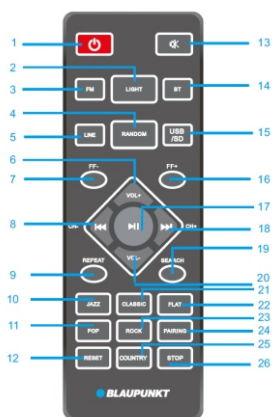 1
13
2
3
FM
LIGHT
BT
14
4
5
LINE
RANDOM
USB
/SD
15
6
FF-
FF+
7
VOL+
16
17
8
CH-
CH+
18
19
VOL-
9
REPEAT
SEARCH
20
21
10
JAZZ
CLASSIC
FLAT
22
23
11
POP
ROCK
PAIRING
24
25
12
RESET
COUNTRY
STOP
26
BLAUPUNKT